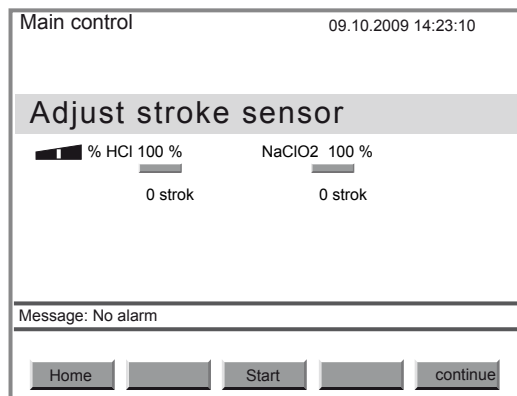 Main control 09.10.2009 14:23:10
Adjust stroke sensor
% HCl 100 % NaClO2 100 %
0 strok 0 strok
Message: No alarm
Home Start continue